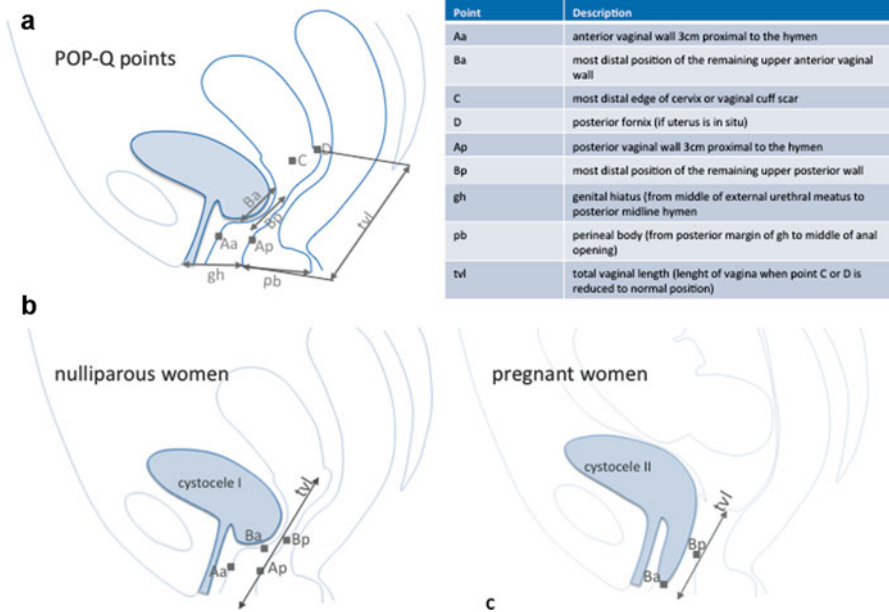 a
POP-Q points
C
D
Ba
Bp
Aa
Ap
tvl
gh
pb
Point Description
Aa anterior vaginal wall 3cm proximal to the hymen
Ba most distal position of the remaining upper anterior vaginal
wall
C most distal edge of cervix or vaginal cuff scar
D posterior fornix (if uterus is in situ)
Ap posterior vaginal wall 3cm proximal to the hymen
Bp most distal position of the remaining upper posterior wall
gh genital hiatus (from middle of external urethral meatus to
posterior midline hymen
pb perineal body (from posterior margin of gh to middle of anal
opening)
tvl total vaginal length (lenght of vagina when point C or D is
reduced to normal position)
b
nulliparous women
cystocele I
tvl
Ba
Bp
Aa
Ap
pregnant women
cystocele II
tvl
Bp
Ba
c